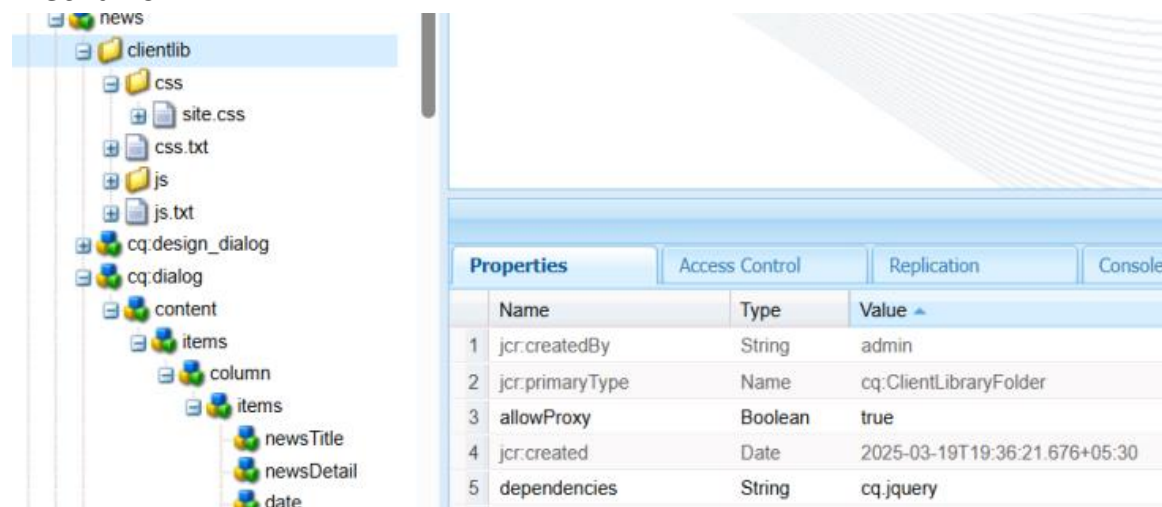 news
clientlib
css
site.css
css.txt
js
js.txt
cq:design_dialog
cq:dialog
content
items
column
items
newsTitle
newsDetail
date
Properties Access Control Replication Console
Name Type Value
1 jcr:createdBy String admin
2 jcr:primaryType Name cq:ClientLibraryFolder
3 allowProxy Boolean true
4 jcr:created Date 2025-03-19T19:36:21.676+05:30
5 dependencies String cq.jquery